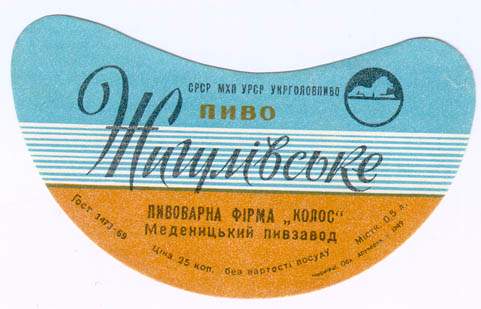 СРСР МХП УРСР УКРГОЛОВПИВО
ПИВО
Жигулівське
ПИВОВАРНА ФІРМА „КОЛОС"
Меденицький пивзавод
Гост 3473-69
Ціна 25 коп. без вартості посуду
Містк. 0,5 л.